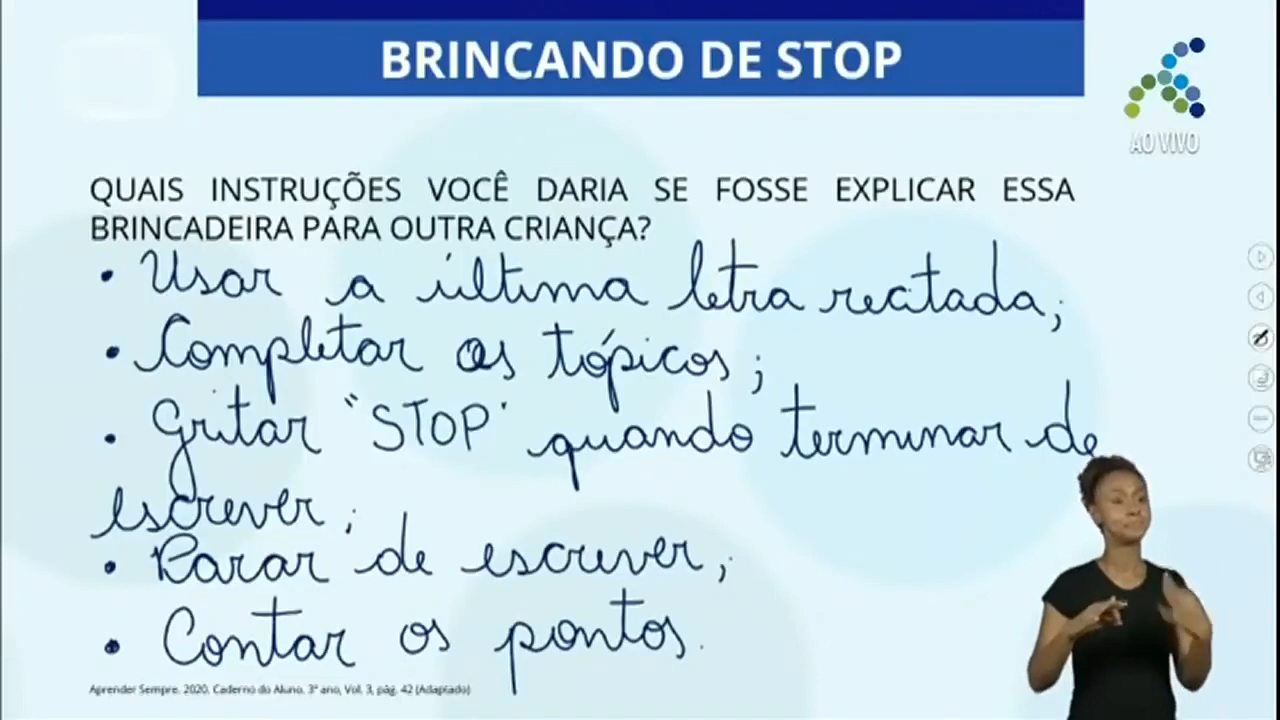 BRINCANDO DE STOP
AO VIVO
QUAIS INSTRUÇÕES VOCÊ DARIA SE FOSSE EXPLICAR ESSA
BRINCADEIRA PARA OUTRA CRIANÇA?
• Usar a última letra recitada;
• Completar os tópicos;
• Gritar "STOP" quando terminar de
escrever;
• Parar de escrever;
• Contar os pontos.
Aprender Sempre, 2020, Caderno do Aluno, 3º ano, Vol. 3, pág. 42 (Adaptado)